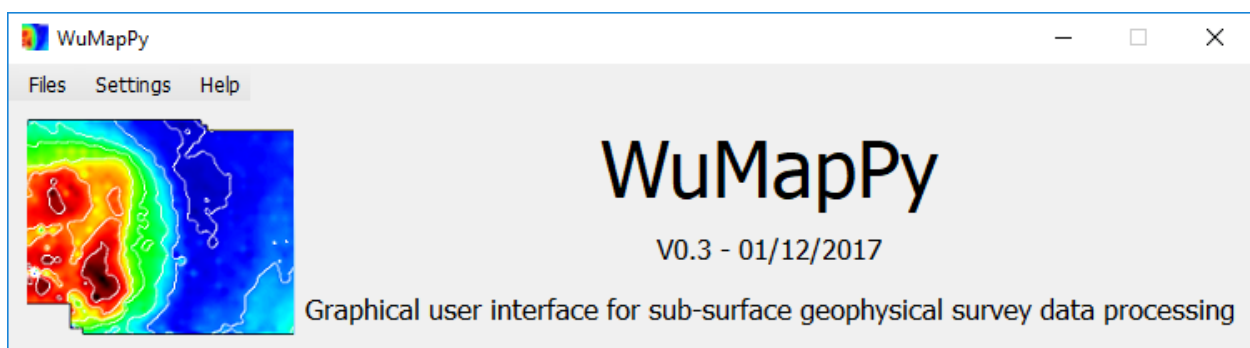 WuMapPy
Files Settings Help
WuMapPy
V0.3 - 01/12/2017
Graphical user interface for sub-surface geophysical survey data processing